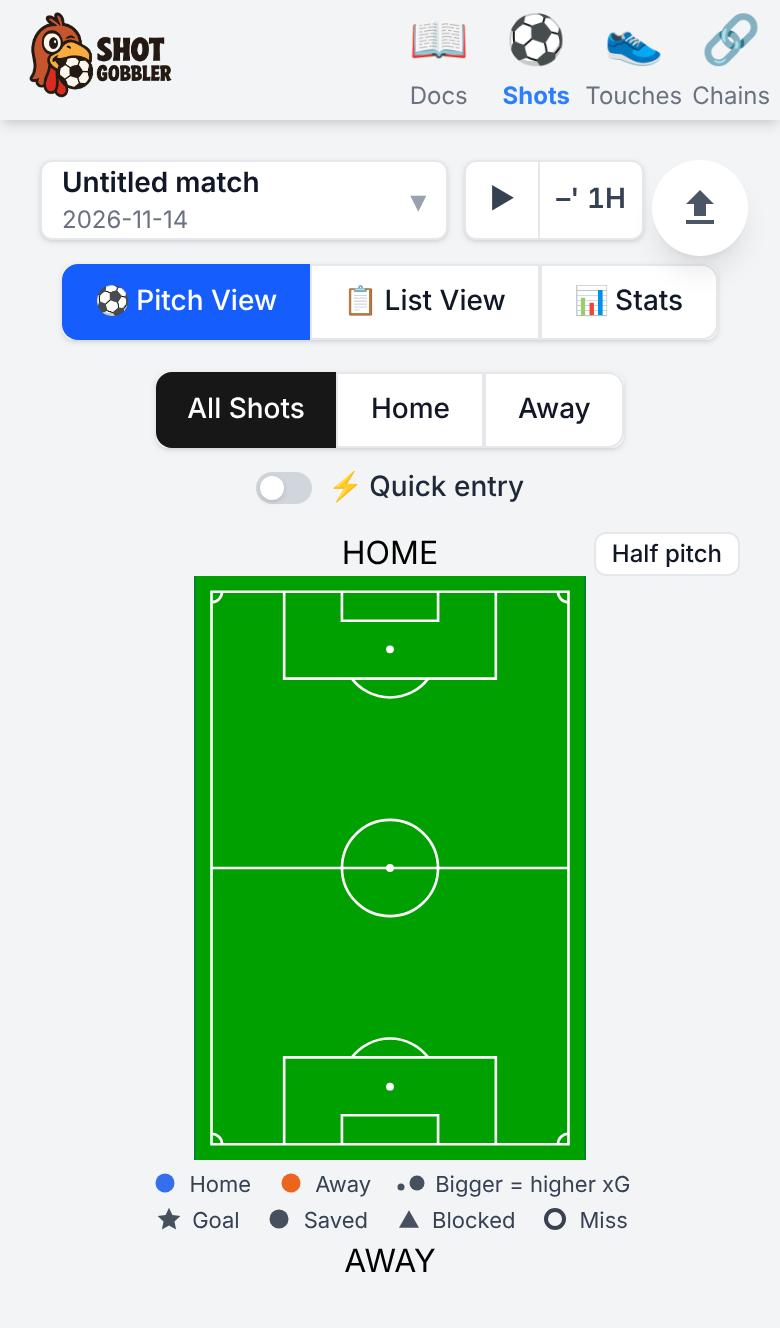 SHOT
GOBBLER
Docs
Shots
Touches
Chains
Untitled match
2026-11-14
–' 1H
Pitch View
List View
Stats
All Shots
Home
Away
Quick entry
HOME
Half pitch
Home
Away
Bigger = higher xG
Goal
Saved
Blocked
Miss
AWAY